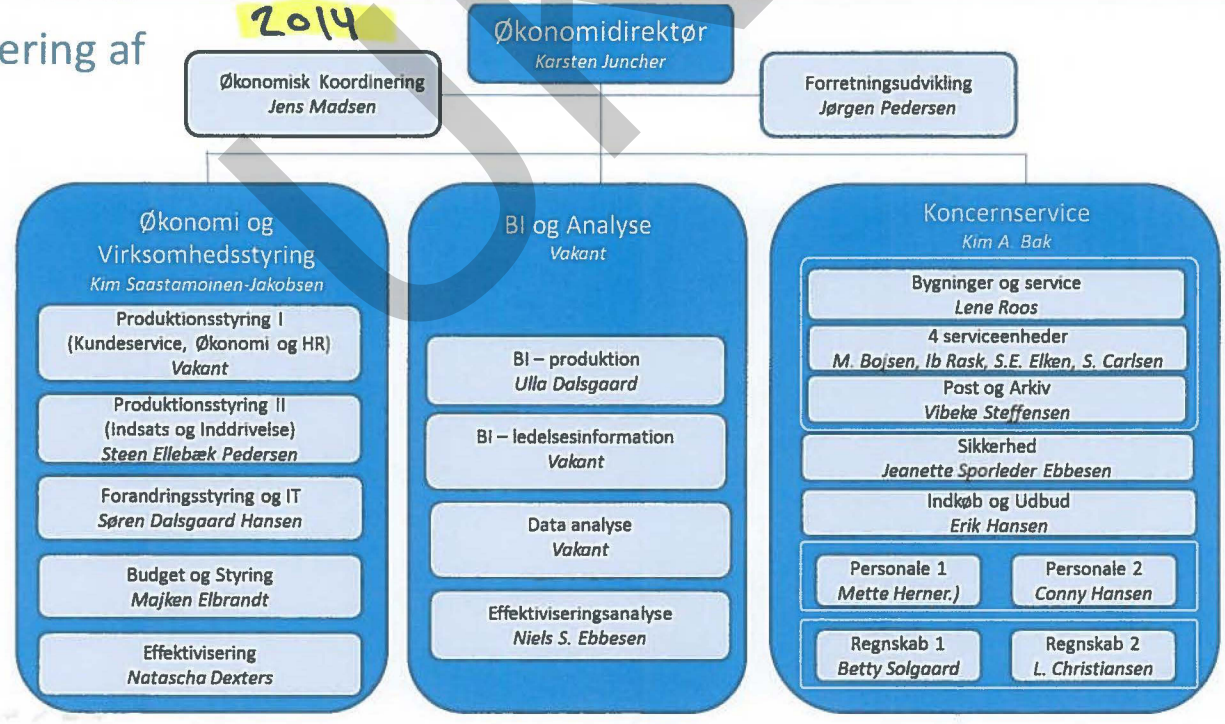 ering af
2014
Økonomidirektør
Karsten Juncher
Økonomisk Koordinering
Jens Madsen
Forretningsudvikling
Jørgen Pedersen
Økonomi og
Virksomhedsstyring
Kim Saastamoinen-Jakobsen
Produktionsstyring I
(Kundeservice, Økonomi og HR)
Vakant
Produktionsstyring II
(Indsats og Inddrivelse)
Steen Ellebæk Pedersen
Forandringsstyring og IT
Søren Dalsgaard Hansen
Budget og Styring
Majken Elbrandt
Effektivisering
Natascha Dexters
BI og Analyse
Vakant
BI – produktion
Ulla Dalsgaard
BI – ledelsesinformation
Vakant
Data analyse
Vakant
Effektiviseringsanalyse
Niels S. Ebbesen
Koncernservice
Kim A. Bak
Bygninger og service
Lene Roos
4 serviceenheder
M. Bojsen, Ib Rask, S.E. Elken, S. Carlsen
Post og Arkiv
Vibeke Steffensen
Sikkerhed
Jeanette Sporleder Ebbesen
Indkøb og Udbud
Erik Hansen
Personale 1
Mette Herner.)
Personale 2
Conny Hansen
Regnskab 1
Betty Solgaard
Regnskab 2
L. Christiansen